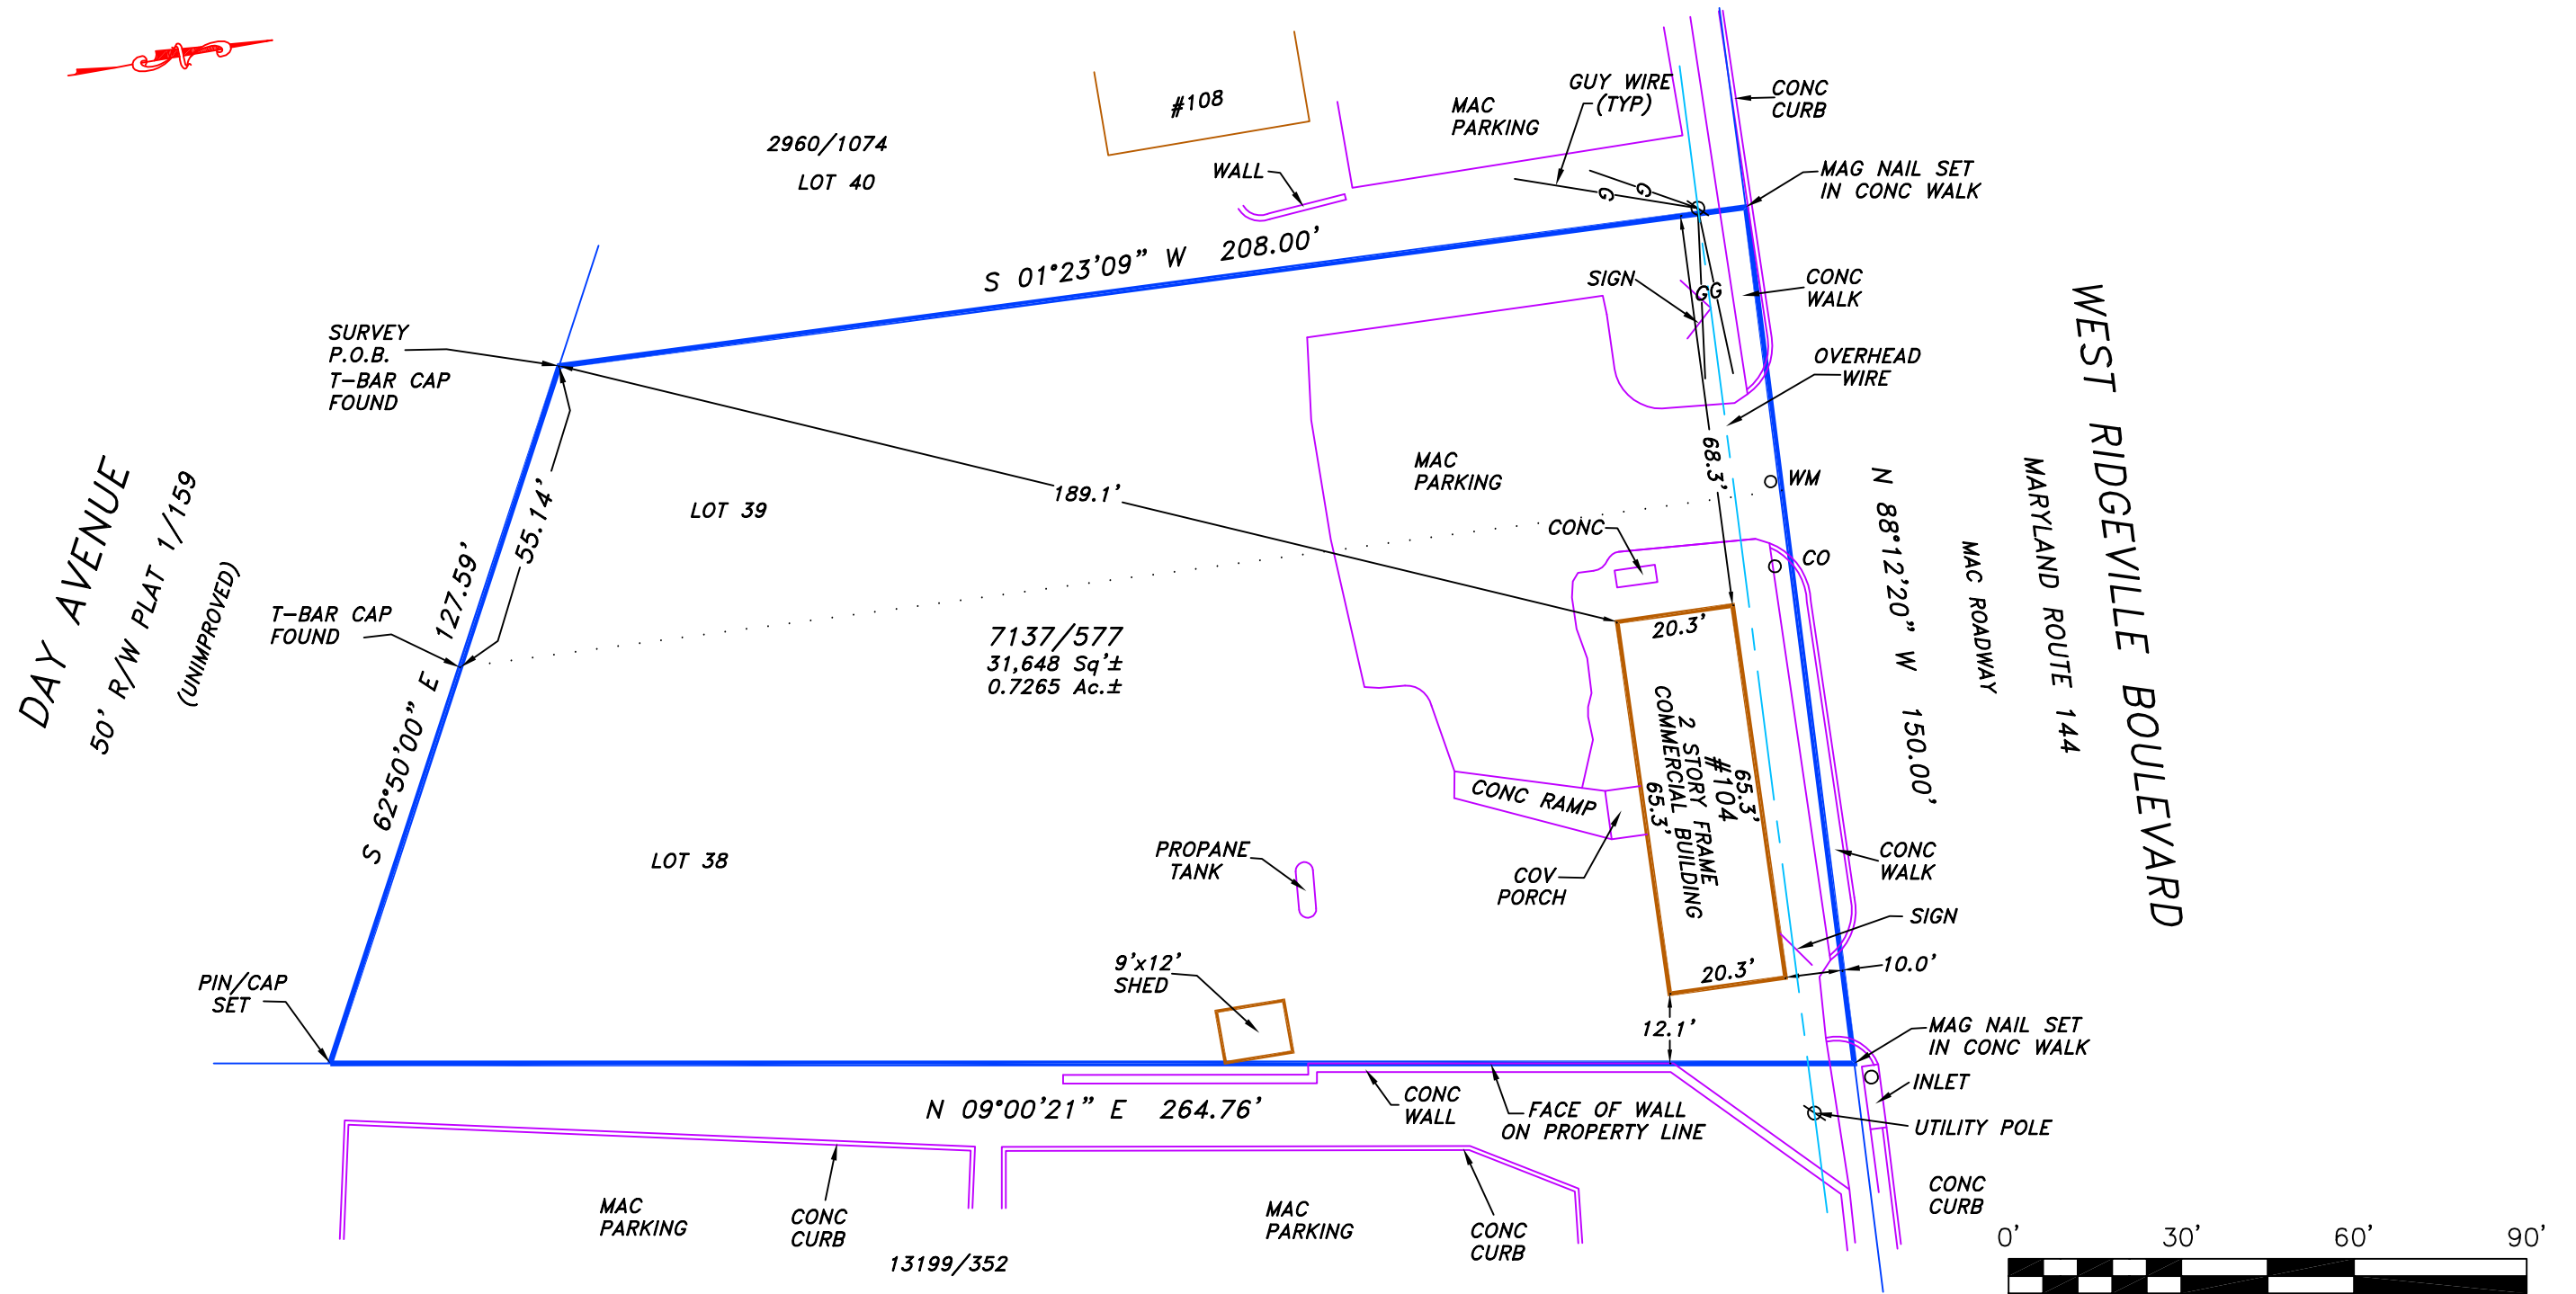 #108
2960/1074
LOT 40
WALL
MAC
PARKING
GUY WIRE
(TYP)
CONC
CURB
MAG NAIL SET
IN CONC WALK
G
G
S 01°23'09" W 208.00'
SIGN
GG
CONC
WALK
SURVEY
P.O.B.
T-BAR CAP
FOUND
OVERHEAD
WIRE
WEST RIDGEVILLE BOULEVARD
MARYLAND ROUTE 144
MAC ROADWAY
N 88°12'20" W 150.00'
DAY AVENUE
50' R/W PLAT 1/159
(UNIMPROVED)
S 62°50'00" E 127.59'
55.14'
189.1'
68.3'
LOT 39
MAC
PARKING
WM
CONC
CO
T-BAR CAP
FOUND
7137/577
31,648 Sq'±
0.7265 Ac.±
20.3'
65.3'
#104
2 STORY FRAME
COMMERCIAL BUILDING
65.3'
CONC RAMP
LOT 38
PROPANE
TANK
COV
PORCH
CONC
WALK
SIGN
20.3'
10.0'
9'x12'
SHED
PIN/CAP
SET
12.1'
MAG NAIL SET
IN CONC WALK
INLET
UTILITY POLE
N 09°00'21" E 264.76'
CONC
WALL
FACE OF WALL
ON PROPERTY LINE
MAC
PARKING
CONC
CURB
13199/352
MAC
PARKING
CONC
CURB
CONC
CURB
0' 30' 60' 90'